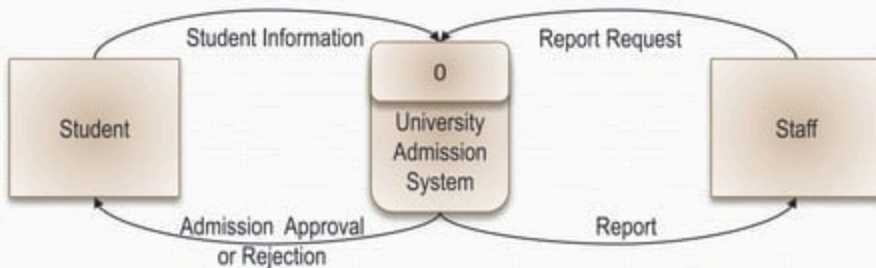 Student Information
Report Request
0
Student
University
Admission
System
Staff
Admission Approval
or Rejection
Report